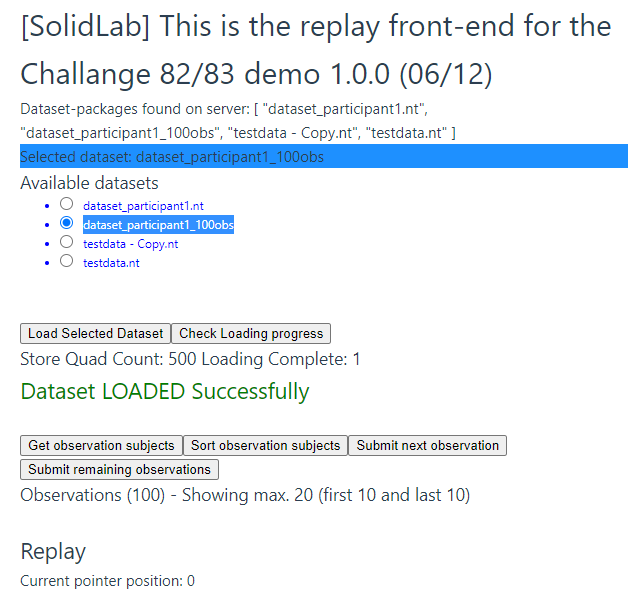 [SolidLab] This is the replay front-end for the
Challange 82/83 demo 1.0.0 (06/12)
Dataset-packages found on server: [ "dataset_participant1.nt",
"dataset_participant1_100obs", "testdata - Copy.nt", "testdata.nt" ]
Selected dataset: dataset_participant1_100obs
Available datasets
dataset_participant1.nt
dataset_participant1_100obs
testdata - Copy.nt
testdata.nt
Load Selected Dataset Check Loading progress
Store Quad Count: 500 Loading Complete: 1
Dataset LOADED Successfully
Get observation subjects Sort observation subjects Submit next observation
Submit remaining observations
Observations (100) - Showing max. 20 (first 10 and last 10)
Replay
Current pointer position: 0